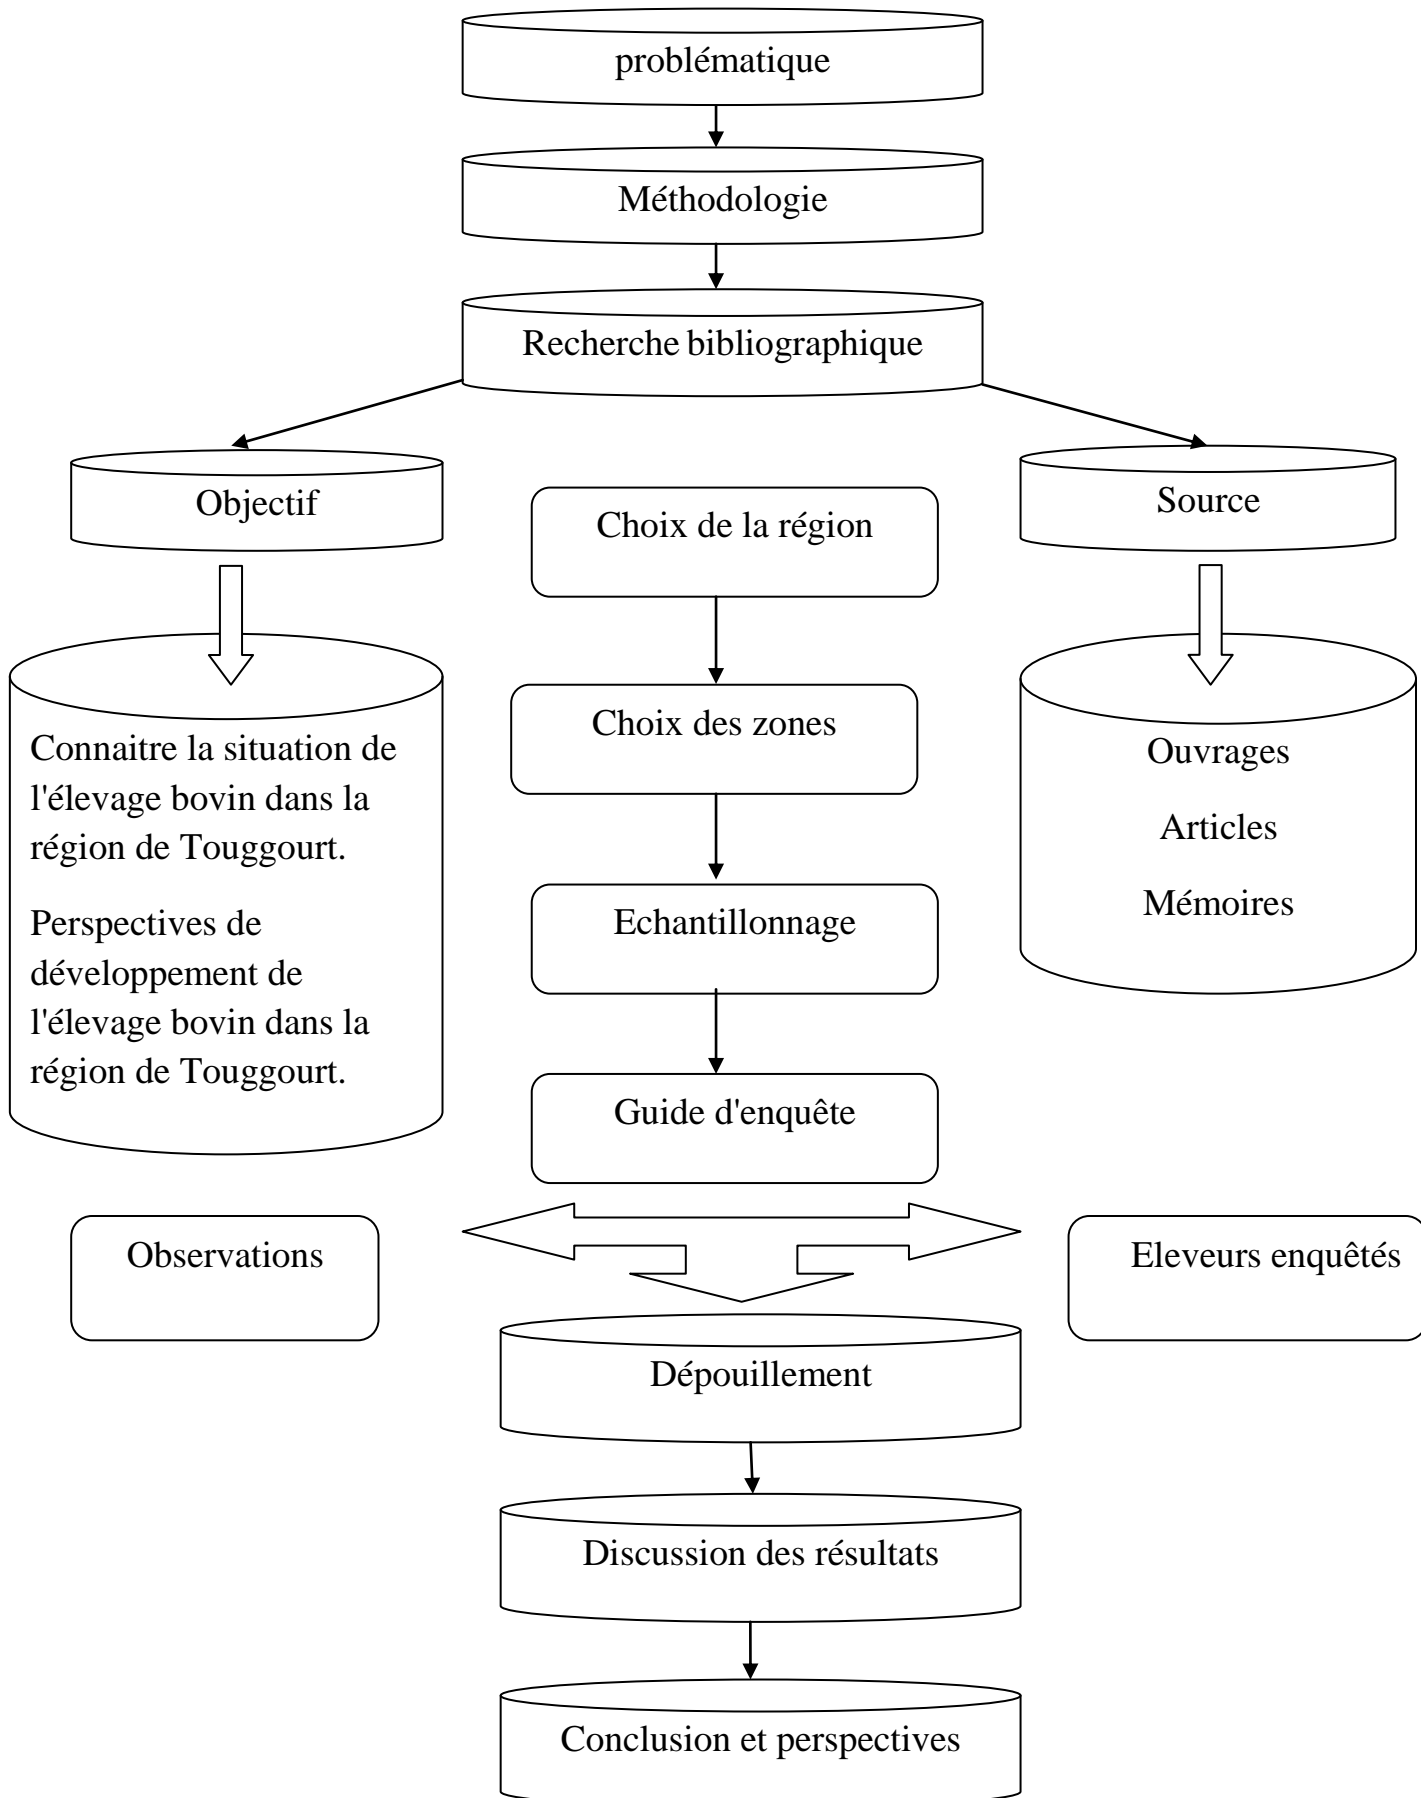 problématique
Méthodologie
Recherche bibliographique
Objectif
Source
Choix de la région
Connaitre la situation de
l'élevage bovin dans la
région de Touggourt.
Perspectives de
développement de
l'élevage bovin dans la
région de Touggourt.
Choix des zones
Ouvrages
Articles
Mémoires
Echantillonnage
Guide d'enquête
Observations
Eleveurs enquêtés
Dépouillement
Discussion des résultats
Conclusion et perspectives